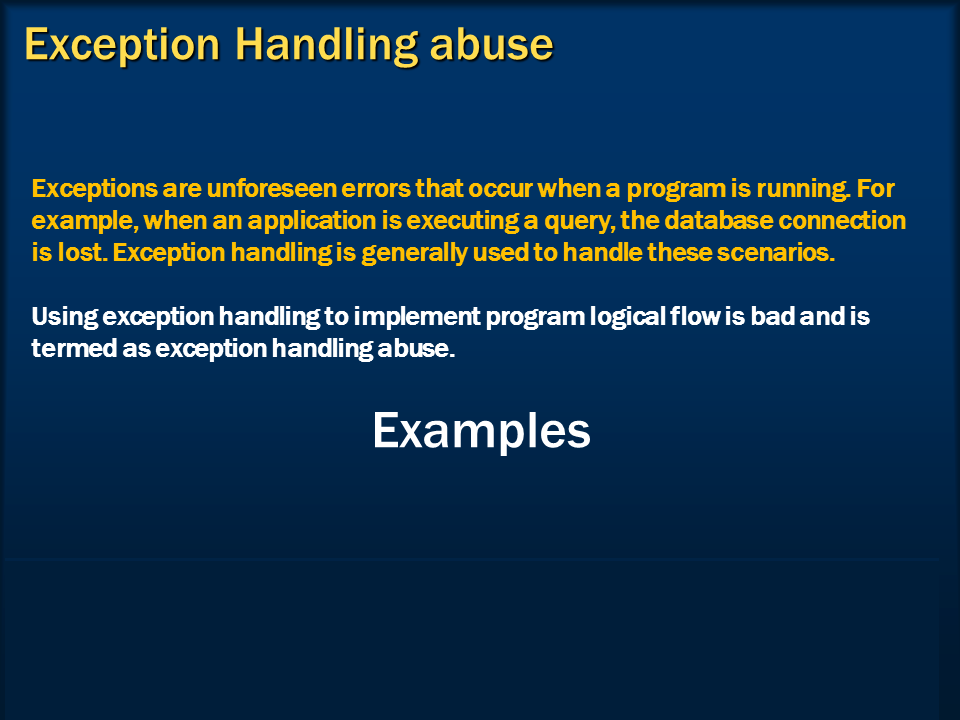 Exception Handling abuse
Exceptions are unforeseen errors that occur when a program is running. For
example, when an application is executing a query, the database connection
is lost. Exception handling is generally used to handle these scenarios.
Using exception handling to implement program logical flow is bad and is
termed as exception handling abuse.
Examples